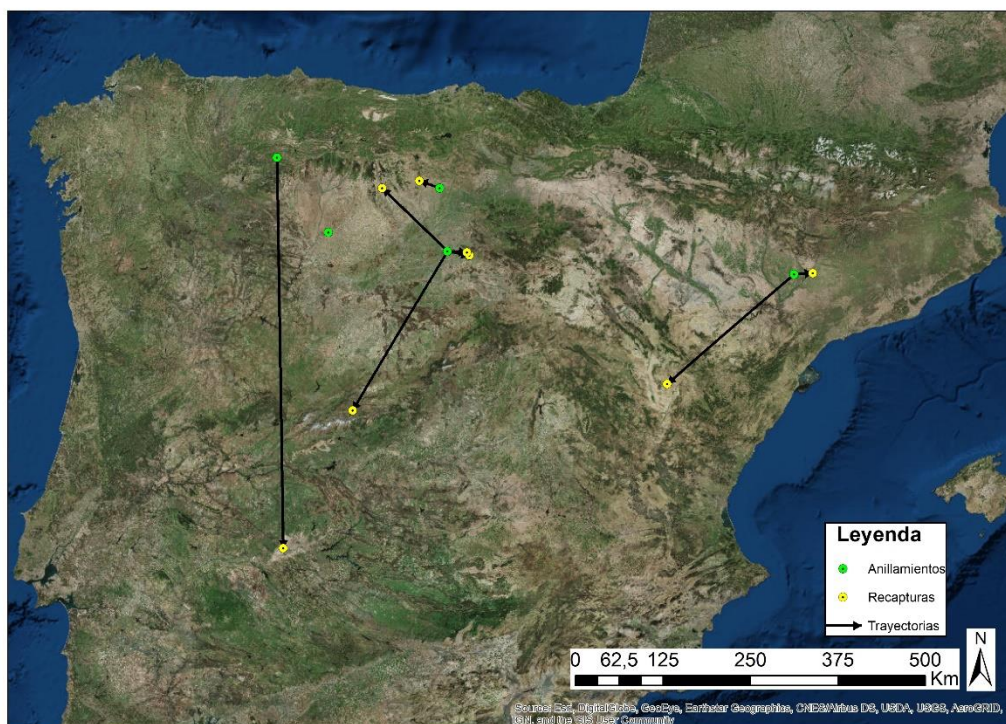 Leyenda
Anillamientos
Recapturas
Trayectorias
N
0 62,5 125 250 375 500
Km
Source: Esri, DigitalGlobe, GeoEye, Earthstar Geographics, CNES/Airbus DS, USDA, USGS, AeroGRID,
IGN, and the GIS User Community